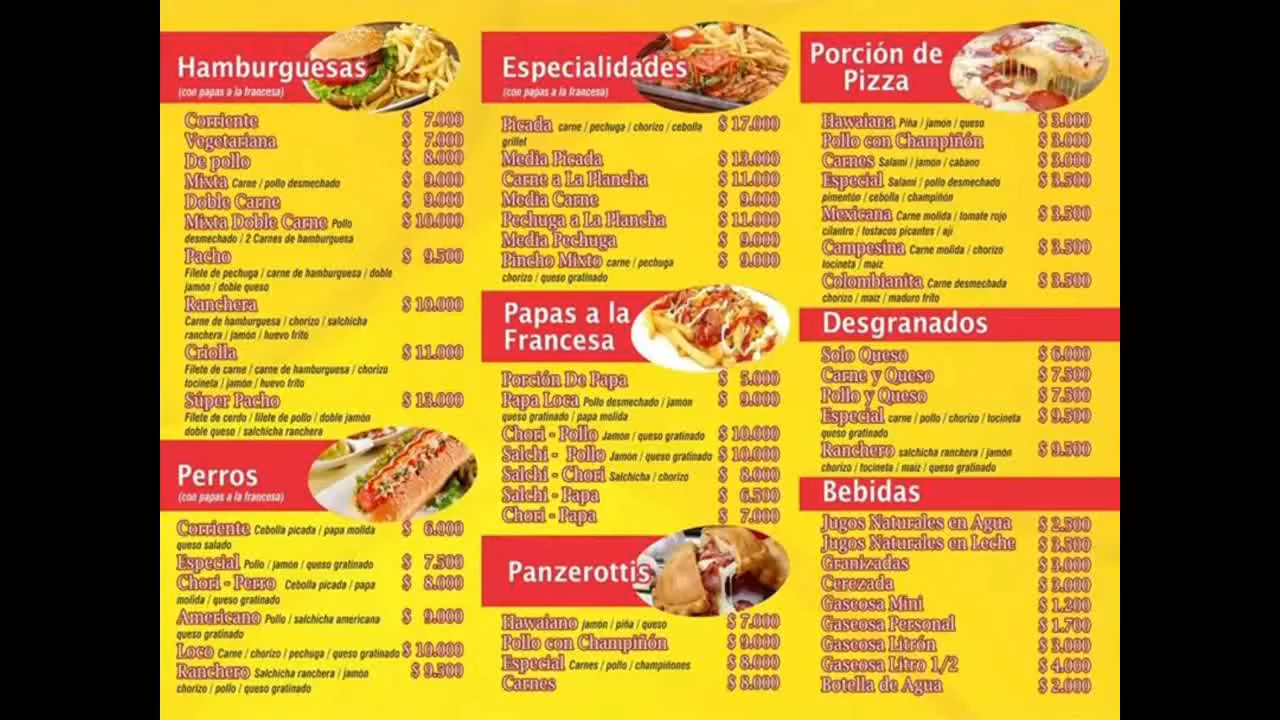 Hamburguesas
(con papas a la francesa)
Corriente $ 7.000
Vegetariana $ 7.000
De pollo $ 8.000
Mixta Carne / pollo desmechado $ 9.000
Doble Carne $ 9.000
Mixta Doble Carne Pollo $ 10.000
desmechado / 2 Carnes de hamburguesa
Pacho $ 9.500
Filete de pechuga / carne de hamburguesa / doble
jamón / doble queso
Ranchera $ 10.000
Carne de hamburguesa / chorizo / salchicha
ranchera / jamón / huevo frito
Criolla $ 11.000
Filete de carne / carne de hamburguesa / chorizo
tocineta / jamón / huevo frito
Súper Pacho $ 13.000
Filete de cerdo / filete de pollo / doble jamón
doble queso / salchicha ranchera
Perros
(con papas a la francesa)
Corriente Cebolla picada / papa molida $ 6.000
queso salado
Especial Pollo / jamón / queso gratinado $ 7.500
Chori - Perro Cebolla picada / papa $ 8.000
molida / queso gratinado
Americano Pollo / salchicha americana $ 9.000
queso gratinado
Loco Carne / chorizo / pechuga / queso gratinado $ 10.000
Ranchero Salchicha ranchera / jamón $ 9.500
chorizo / pollo / queso gratinado
Especialidades
(con papas a la francesa)
Picada carne / pechuga / chorizo / cebolla $ 17.000
grillet
Media Picada $ 13.000
Carne a La Plancha $ 11.000
Media Carne $ 9.000
Pechuga a La Plancha $ 11.000
Media Pechuga $ 9.000
Pincho Mixto carne / pechuga $ 9.000
chorizo / queso gratinado
Papas a la
Francesa
Porción De Papa $ 5.000
Papa Loca Pollo desmechado / jamón $ 9.000
queso gratinado / papa molida
Chori - Pollo Jamón / queso gratinado $ 10.000
Salchi - Pollo Jamón / queso gratinado $ 10.000
Salchi - Chori Salchicha / chorizo $ 8.000
Salchi - Papa $ 6.500
Chori - Papa $ 7.000
Panzerottis
Hawaiano jamón / piña / queso $ 7.000
Pollo con Champiñón $ 9.000
Especial Carnes / pollo / champiñones $ 8.000
Carnes $ 8.000
Porción de
Pizza
Hawaiana Piña / jamón / queso $ 3.000
Pollo con Champiñón $ 3.000
Carnes Salami / jamón / cabano $ 3.000
Especial Salami / pollo desmechado $ 3.500
pimentón / cebolla / champiñón
Mexicana Carne molida / tomate rojo $ 3.500
cilantro / tostacos picantes / ají
Campesina Carne molida / chorizo $ 3.500
tocineta / maíz
Colombianita Carne desmechada $ 3.500
chorizo / maíz / maduro frito
Desgranados
Solo Queso $ 6.000
Carne y Queso $ 7.500
Pollo y Queso $ 7.500
Especial carne / pollo / chorizo / tocineta $ 9.500
queso gratinado
Ranchero salchicha ranchera / jamón $ 9.500
chorizo / tocineta / maíz / queso gratinado
Bebidas
Jugos Naturales en Agua $ 2.500
Jugos Naturales en Leche $ 3.500
Granizadas $ 3.000
Cerezada $ 3.000
Gaseosa Mini $ 1.200
Gaseosa Personal $ 1.700
Gaseosa Litrón $ 3.000
Gaseosa Litro 1/2 $ 4.000
Botella de Agua $ 2.000